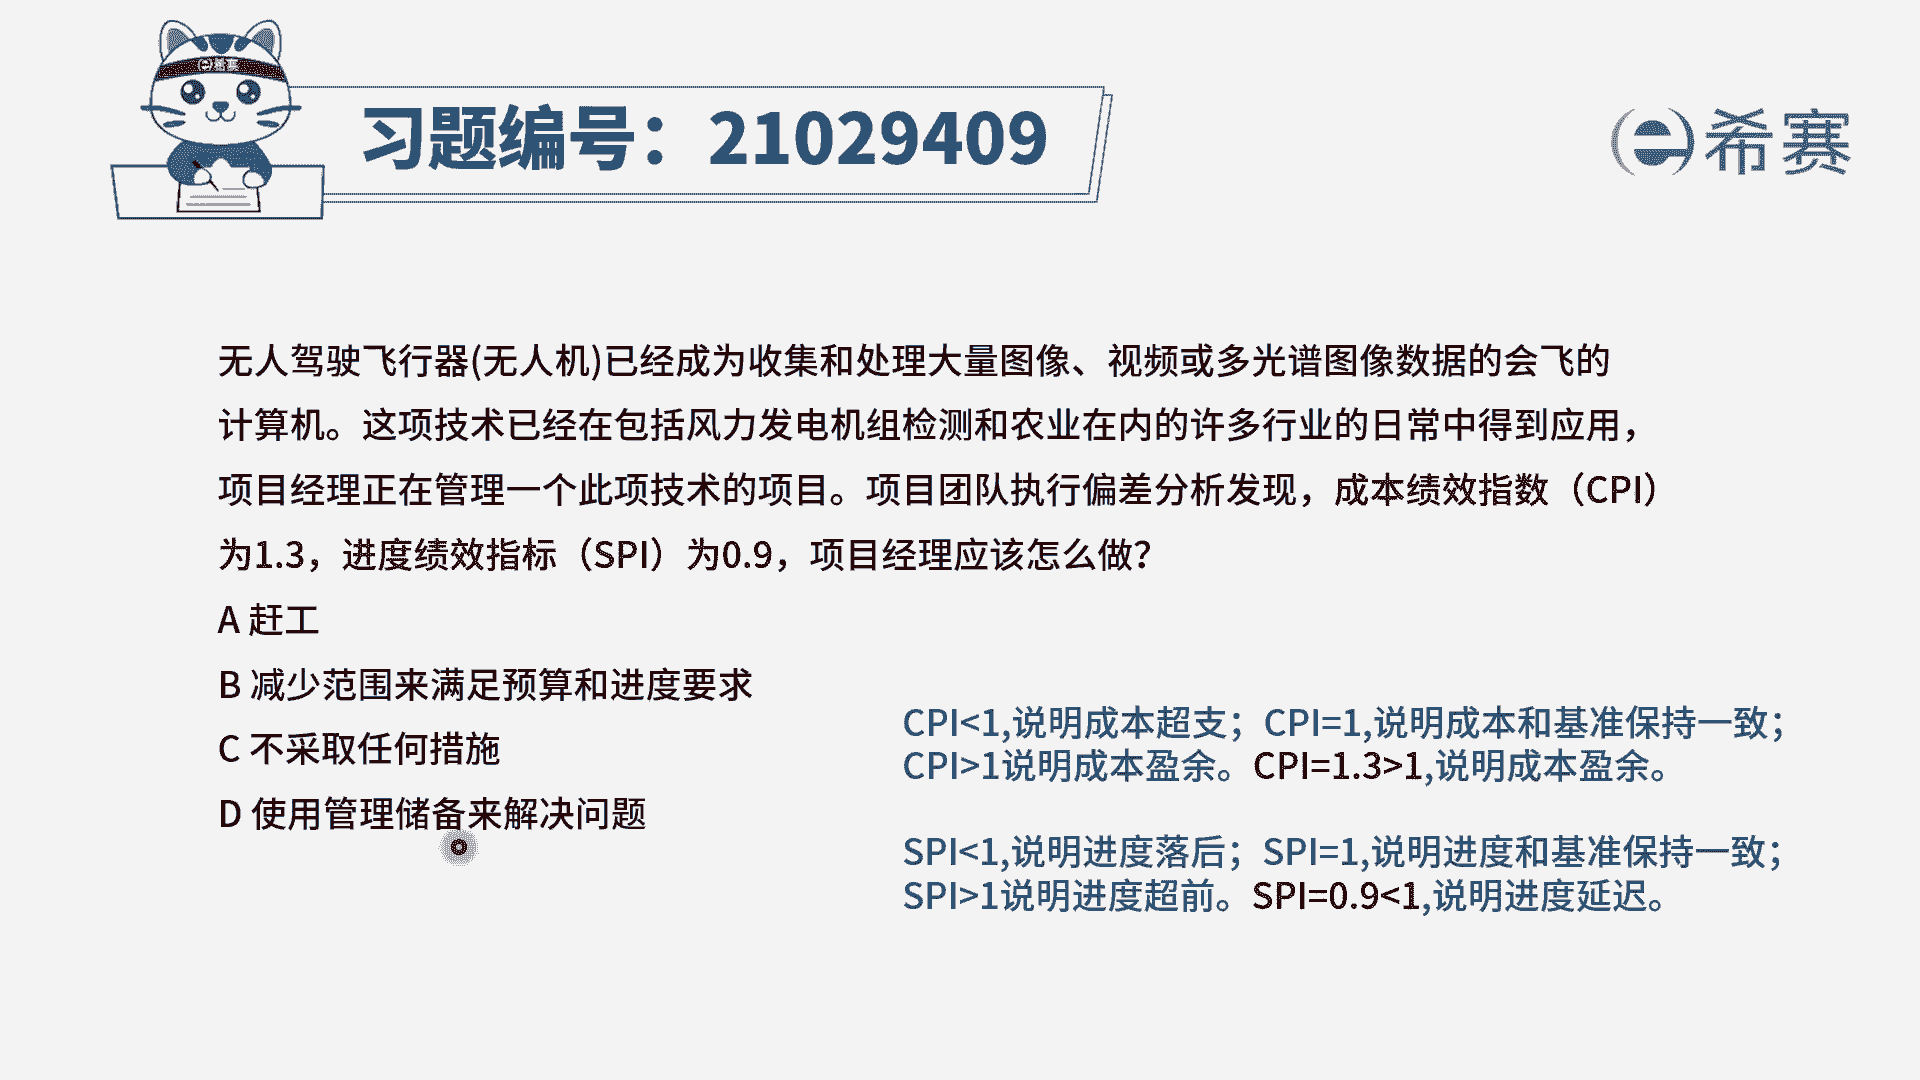 希赛
习题编号：21029409
希赛
无人驾驶飞行器(无人机)已经成为收集和处理大量图像、视频或多光谱图像数据的会飞的
计算机。这项技术已经在包括风力发电机组检测和农业在内的许多行业的日常中得到应用，
项目经理正在管理一个此项技术的项目。项目团队执行偏差分析发现，成本绩效指数（CPI）
为1.3，进度绩效指标（SPI）为0.9，项目经理应该怎么做？
A 赶工
B 减少范围来满足预算和进度要求
C 不采取任何措施
D 使用管理储备来解决问题
CPI<1,说明成本超支；CPI=1,说明成本和基准保持一致；
CPI>1说明成本盈余。CPI=1.3>1,说明成本盈余。
SPI<1,说明进度落后；SPI=1,说明进度和基准保持一致；
SPI>1说明进度超前。SPI=0.9<1,说明进度延迟。